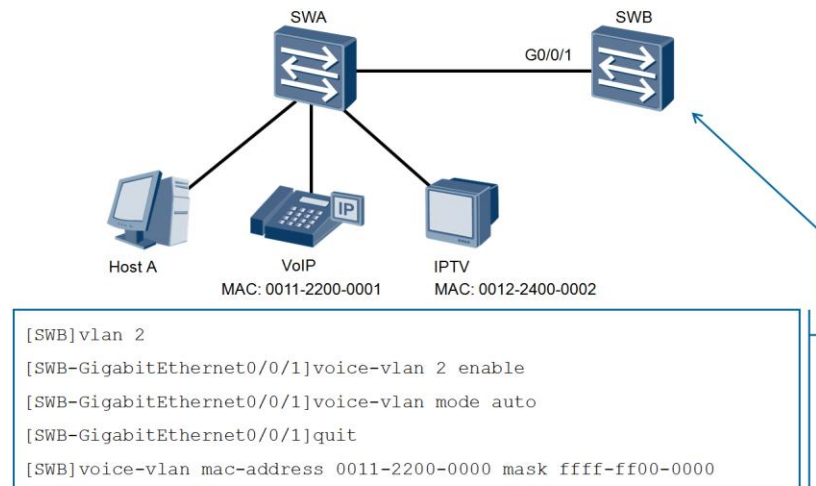 SWA
SWB
G0/0/1
IP
Host A
VoIP
IPTV
MAC: 0011-2200-0001
MAC: 0012-2400-0002
[SWB]vlan 2
[SWB-GigabitEthernet0/0/1]voice-vlan 2 enable
[SWB-GigabitEthernet0/0/1]voice-vlan mode auto
[SWB-GigabitEthernet0/0/1]quit
[SWB]voice-vlan mac-address 0011-2200-0000 mask ffff-ff00-0000